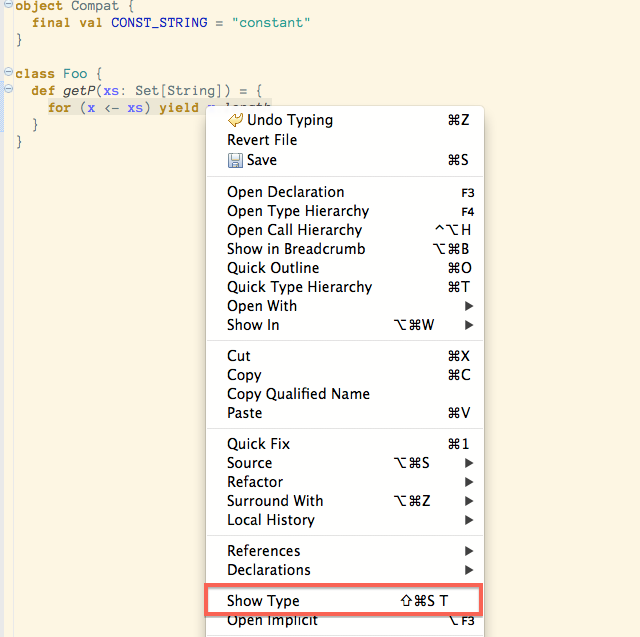 object Compat {
final val CONST_STRING = "constant"
}
class Foo {
def getP(xs: Set[String]) = {
for (x <- xs) yield x.length
}
}
Undo Typing ⌘Z
Revert File
Save ⌘S
Open Declaration F3
Open Type Hierarchy F4
Open Call Hierarchy ^⌥H
Show in Breadcrumb ⌥⌘B
Quick Outline ⌘O
Quick Type Hierarchy ⌘T
Open With ▶
Show In ⌥⌘W ▶
Cut ⌘X
Copy ⌘C
Copy Qualified Name
Paste ⌘V
Quick Fix ⌘1
Source ⌥⌘S ▶
Refactor ▶
Surround With ⌥⌘Z ▶
Local History ▶
References ▶
Declarations ▶
Show Type ⇧⌘S T
Open Implicit ⌥F3